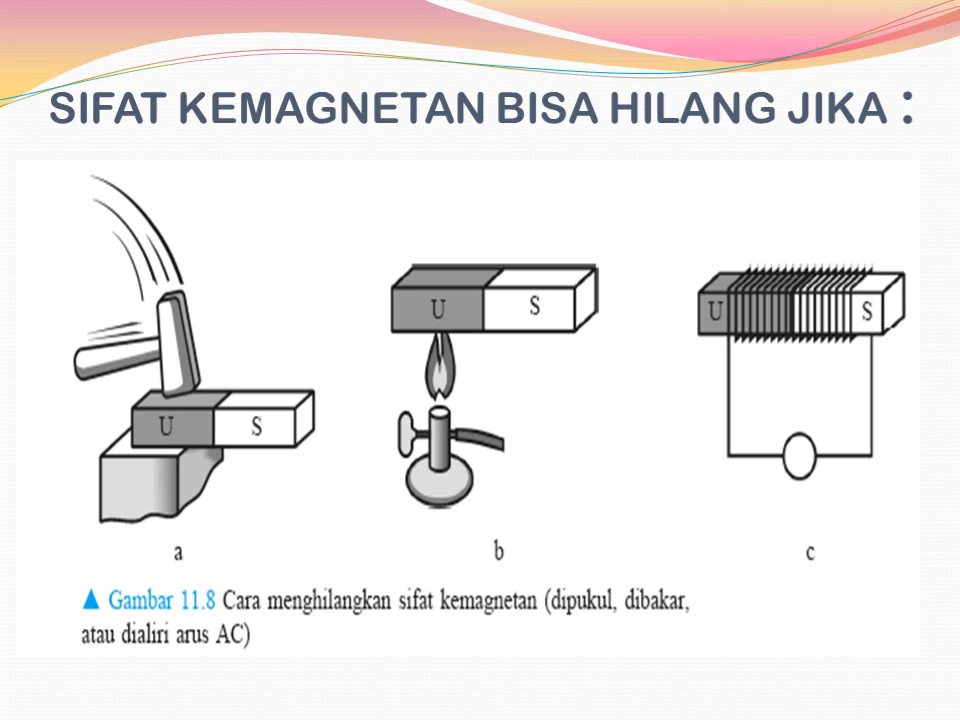 SIFAT KEMAGNETAN BISA HILANG JIKA :
U S
U S
U S
a b c
▲ Gambar 11.8 Cara menghilangkan sifat kemagnetan (dipukul, dibakar,
atau dialiri arus AC)